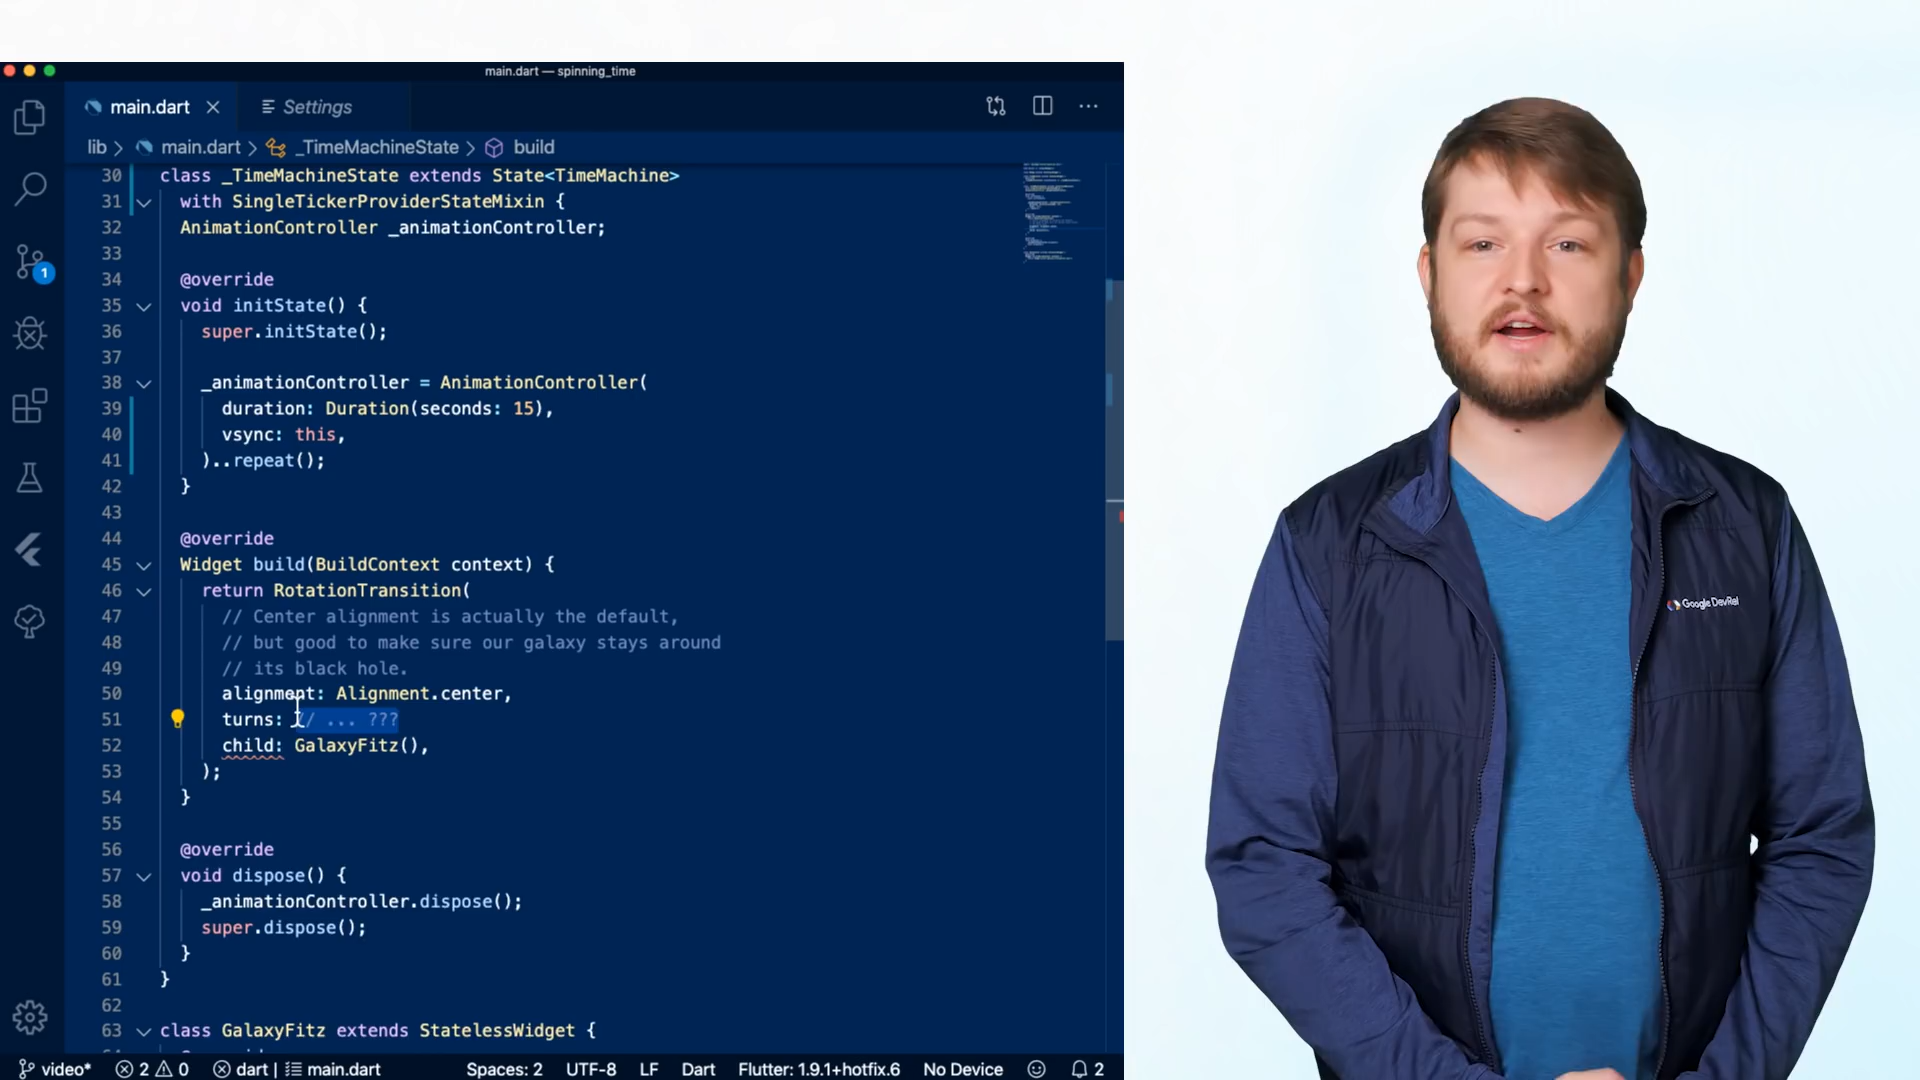 main.dart — spinning_time
main.dart
Settings
lib > main.dart > _TimeMachineState > build
30 class _TimeMachineState extends State<TimeMachine>
31 with SingleTickerProviderStateMixin {
32 AnimationController _animationController;
33
34 @override
35 void initState() {
36 super.initState();
37
38 _animationController = AnimationController(
39 duration: Duration(seconds: 15),
40 vsync: this,
41 )..repeat();
42 }
43
44 @override
45 Widget build(BuildContext context) {
46 return RotationTransition(
47 // Center alignment is actually the default,
48 // but good to make sure our galaxy stays around
49 // its black hole.
50 alignment: Alignment.center,
51 turns: // ... ???
52 child: GalaxyFitz(),
53 );
54 }
55
56 @override
57 void dispose() {
58 _animationController.dispose();
59 super.dispose();
60 }
61 }
62
63 class GalaxyFitz extends StatelessWidget {
1
video* 2 0 dart | main.dart Spaces: 2 UTF-8 LF Dart Flutter: 1.9.1+hotfix.6 No Device 2
Google DevRel